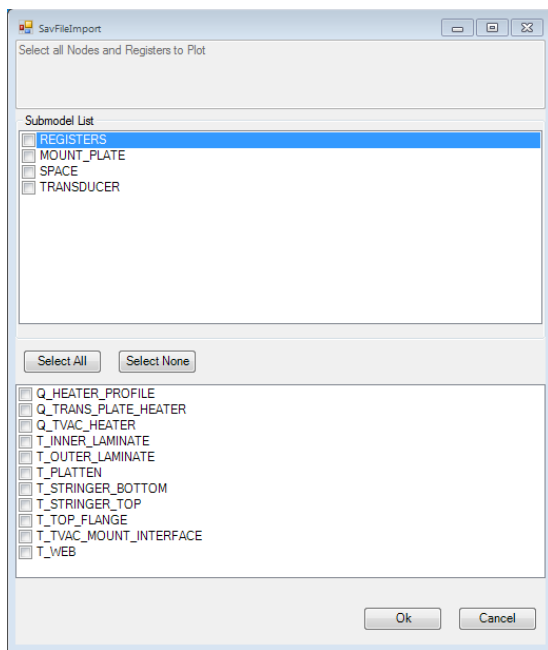 SavFileImport
Select all Nodes and Registers to Plot
Submodel List
REGISTERS
MOUNT_PLATE
SPACE
TRANSDUCER
Select All
Select None
Q_HEATER_PROFILE
Q_TRANS_PLATE_HEATER
Q_TVAC_HEATER
T_INNER_LAMINATE
T_OUTER_LAMINATE
T_PLATTEN
T_STRINGER_BOTTOM
T_STRINGER_TOP
T_TOP_FLANGE
T_TVAC_MOUNT_INTERFACE
T_WEB
Ok
Cancel